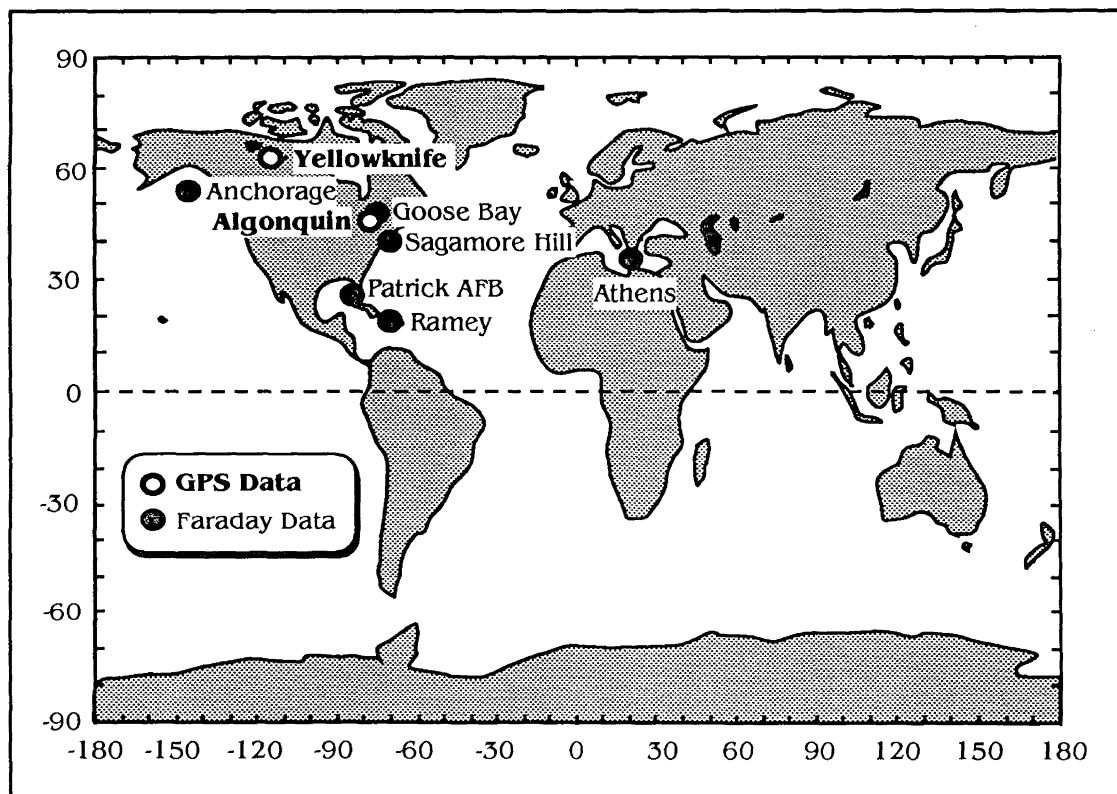 90
60
30
0
-30
-60
-90
Yellowknife
Anchorage
Algonquin
Goose Bay
Sagamore Hill
Patrick AFB
Ramey
Athens
GPS Data
Faraday Data
-180 -150 -120 -90 -60 -30 0 30 60 90 120 150 180